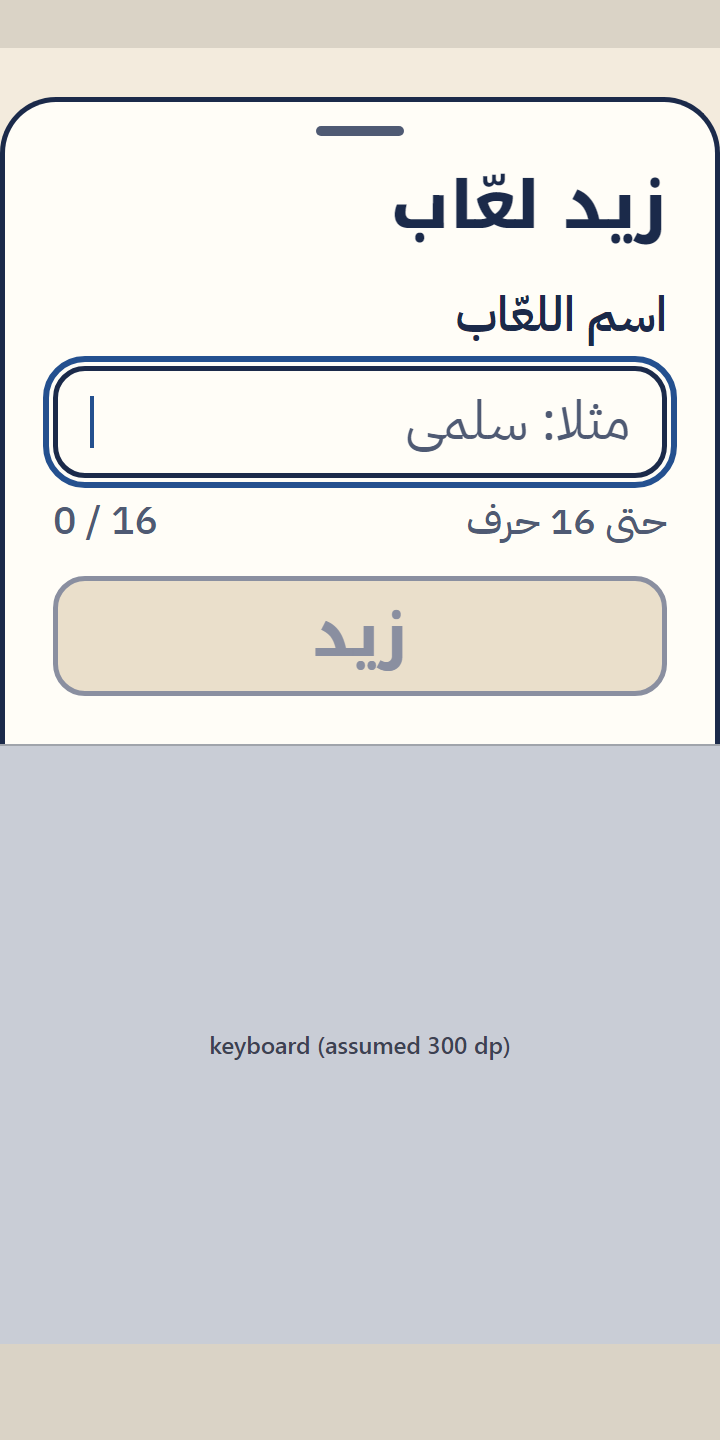 زيد لعّاب
اسم اللعّاب
مثلا: سلمى
حتى 16 حرف
0 / 16
زيد
keyboard (assumed 300 dp)